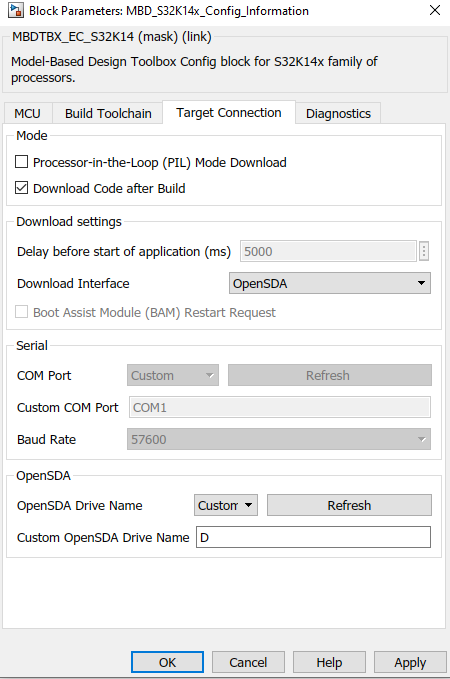 Block Parameters: MBD_S32K14x_Config_Information
MBDTBX_EC_S32K14 (mask) (link)
Model-Based Design Toolbox Config block for S32K14x family of
processors.
MCU Build Toolchain Target Connection Diagnostics
Mode
Processor-in-the-Loop (PIL) Mode Download
Download Code after Build
Download settings
Delay before start of application (ms) 5000
Download Interface OpenSDA
Boot Assist Module (BAM) Restart Request
Serial
COM Port Custom Refresh
Custom COM Port COM1
Baud Rate 57600
OpenSDA
OpenSDA Drive Name Custom Refresh
Custom OpenSDA Drive Name D
OK Cancel Help Apply